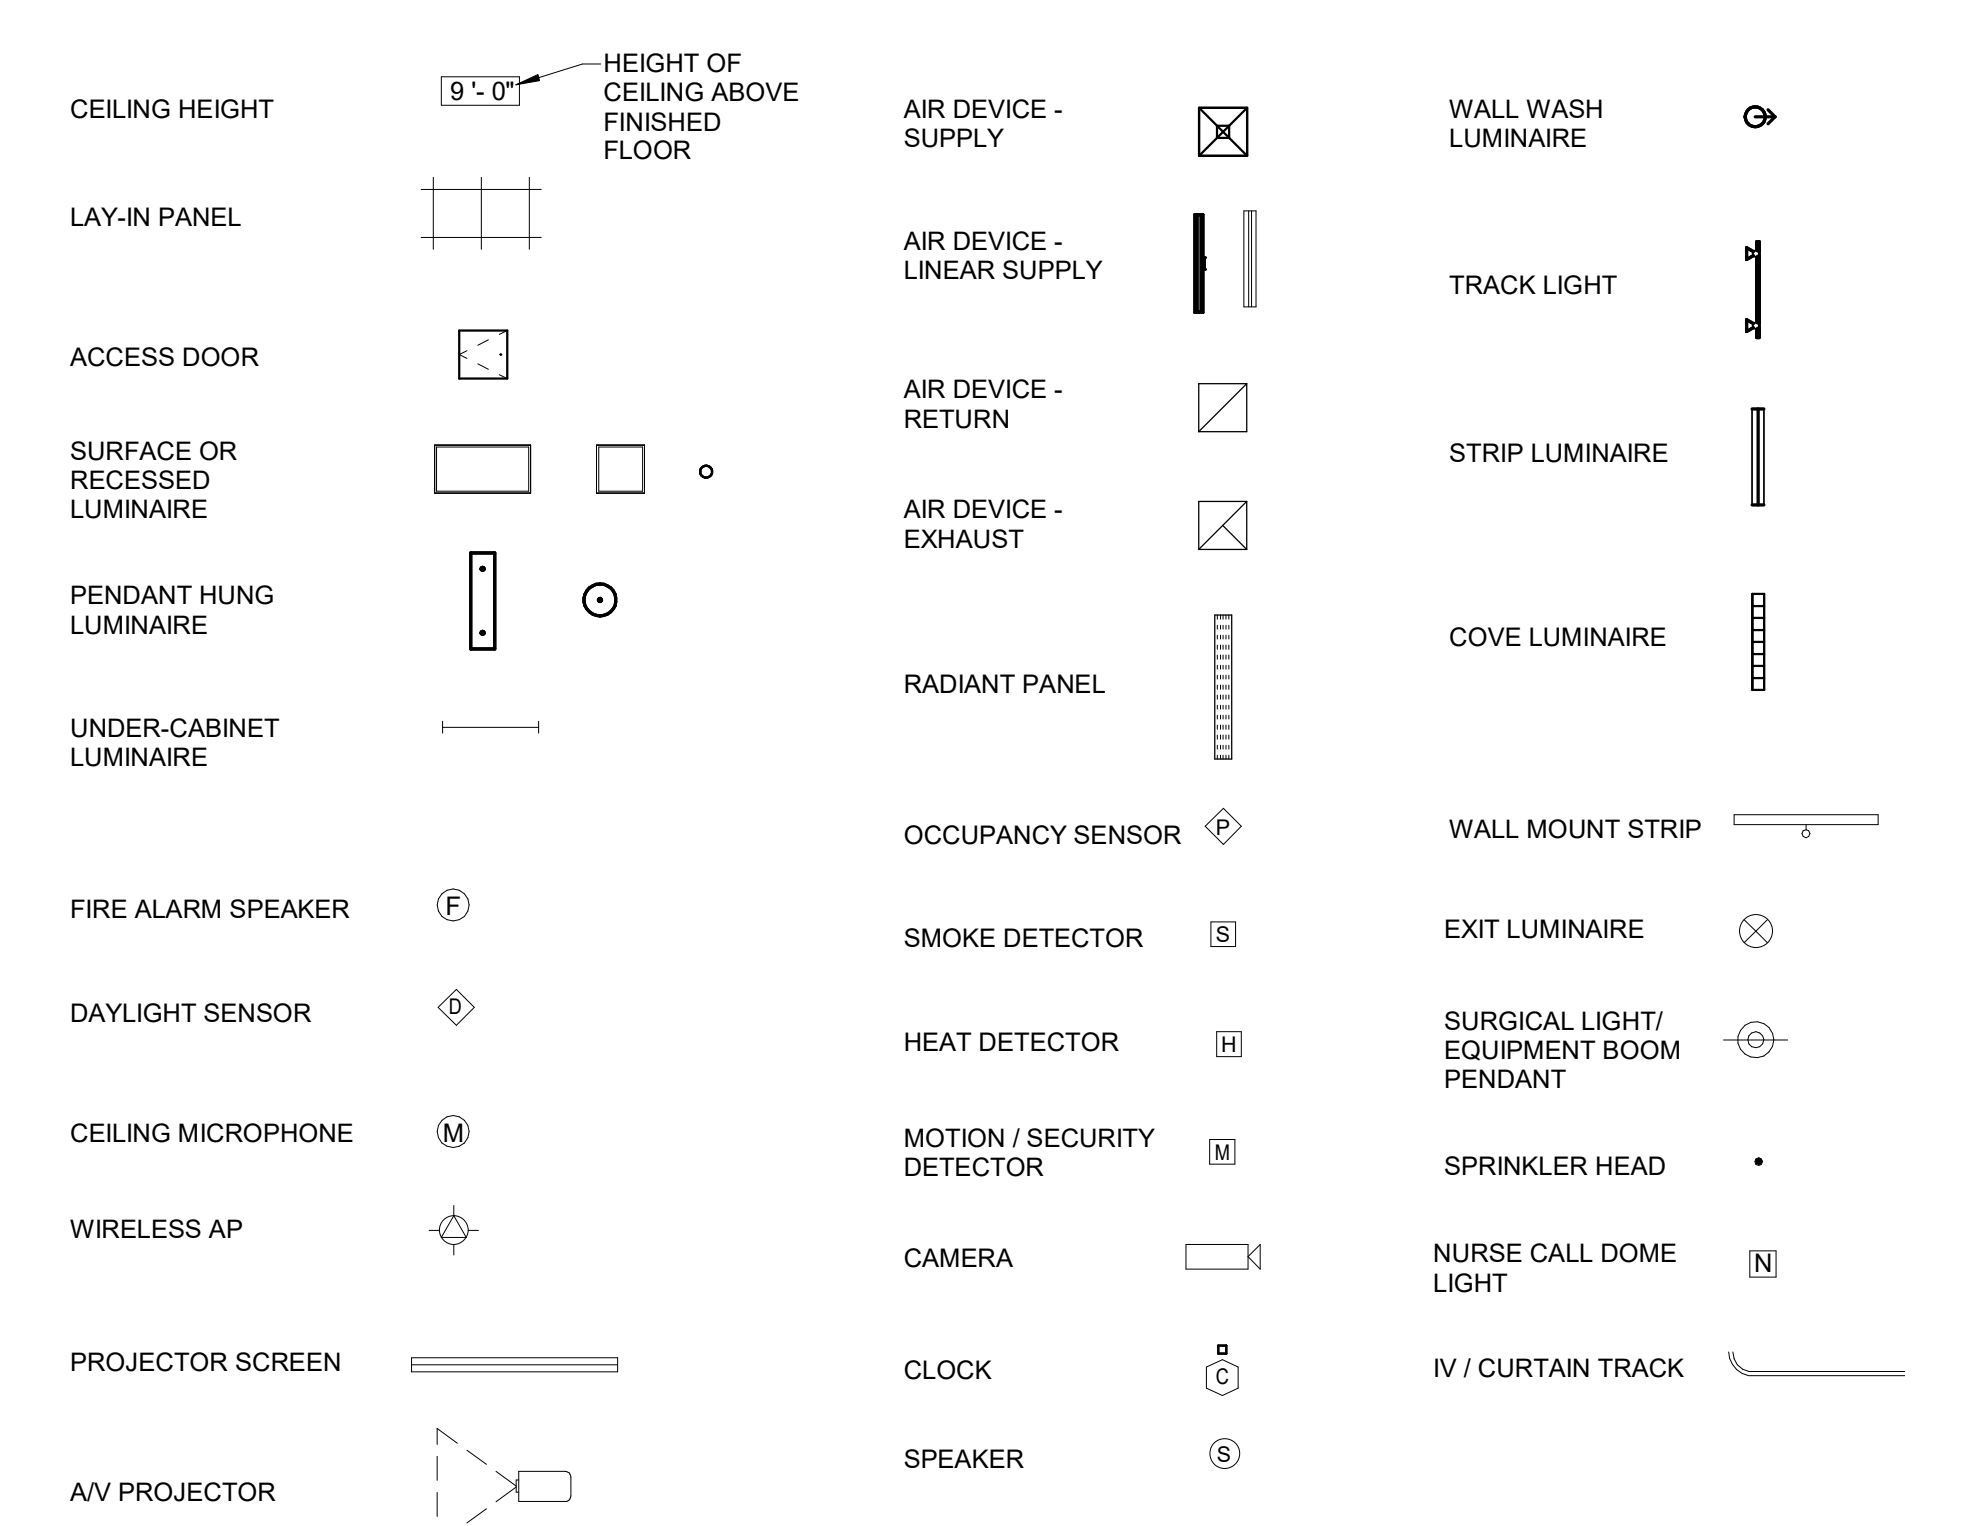 CEILING HEIGHT
9 '- 0"
HEIGHT OF
CEILING ABOVE
FINISHED
FLOOR
LAY-IN PANEL
ACCESS DOOR
SURFACE OR
RECESSED
LUMINAIRE
PENDANT HUNG
LUMINAIRE
UNDER-CABINET
LUMINAIRE
FIRE ALARM SPEAKER
F
DAYLIGHT SENSOR
D
CEILING MICROPHONE
M
WIRELESS AP
PROJECTOR SCREEN
A/V PROJECTOR
AIR DEVICE -
SUPPLY
AIR DEVICE -
LINEAR SUPPLY
AIR DEVICE -
RETURN
AIR DEVICE -
EXHAUST
RADIANT PANEL
OCCUPANCY SENSOR
P
SMOKE DETECTOR
S
HEAT DETECTOR
H
MOTION / SECURITY
DETECTOR
M
CAMERA
CLOCK
C
SPEAKER
S
WALL WASH
LUMINAIRE
TRACK LIGHT
STRIP LUMINAIRE
COVE LUMINAIRE
WALL MOUNT STRIP
EXIT LUMINAIRE
SURGICAL LIGHT/
EQUIPMENT BOOM
PENDANT
SPRINKLER HEAD
NURSE CALL DOME
LIGHT
N
IV / CURTAIN TRACK